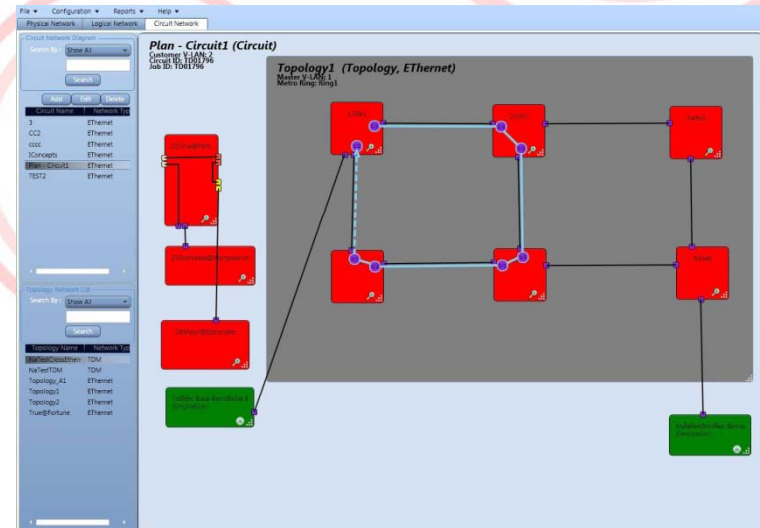 File Configuration Reports Help
Physical Network Logical Network Circuit Network
Circuit Network Diagram
Search By : Show All
Search
Add Edit Delete
Circuit Name Network Typ
3 EThernet
CC2 EThernet
cccc EThernet
IConcepts EThernet
Plan - Circuit1 EThernet
TEST2 EThernet
Topology Network List
Search By : Show All
Search
Topology Name Network Typ
NaTestCrossEthern TDM
NaTestTDM TDM
Topology_A1 EThernet
Topology1 EThernet
Topology2 EThernet
True@Fortune EThernet
Plan - Circuit1 (Circuit)
Customer V-LAN: 2
Circuit ID: TD01796
Job ID: TD01796
Topology1 (Topology, EThernet)
Master V-LAN: 1
Metro Ring: Ring1